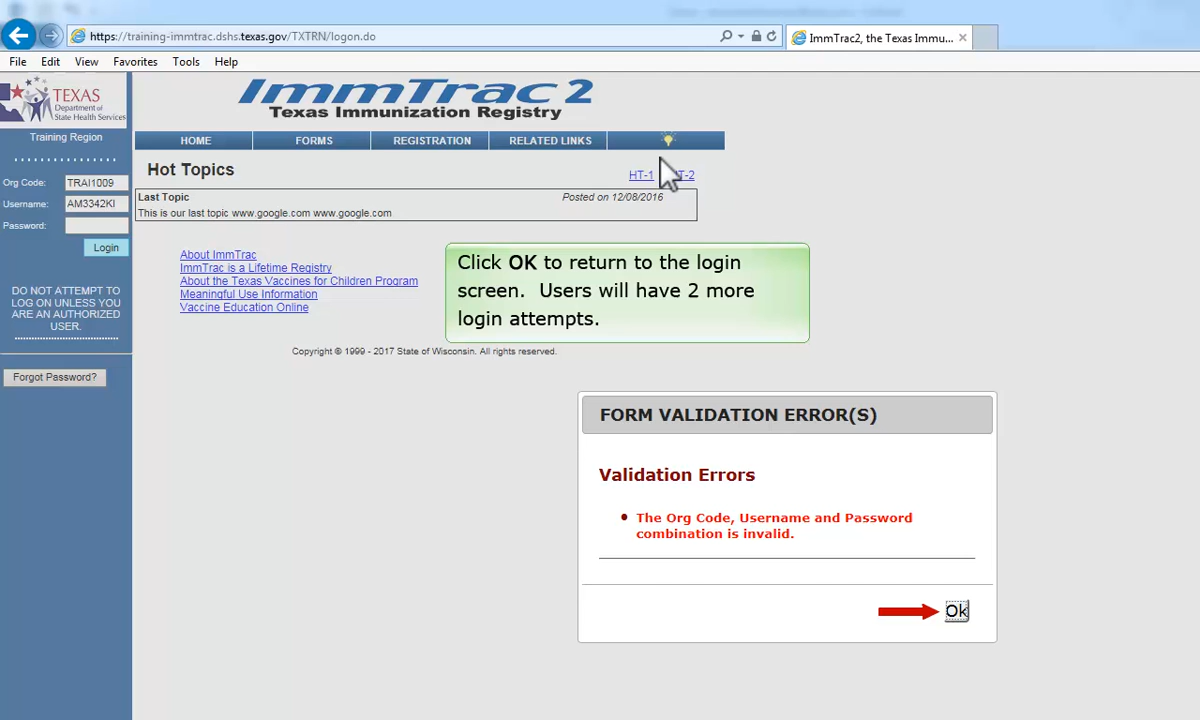 https://training-immtrac.dshs.texas.gov/TXTRN/logon.do
ImmTrac2, the Texas Immu...
File Edit View Favorites Tools Help
TEXAS
Department of
State Health Services
Training Region
Org Code: TRAI1009
Username: AM3342KI
Password:
Login
DO NOT ATTEMPT TO
LOG ON UNLESS YOU
ARE AN AUTHORIZED
USER.
Forgot Password?
ImmTrac2
Texas Immunization Registry
HOME FORMS REGISTRATION RELATED LINKS
Hot Topics
HT-1 T-2
Last Topic Posted on 12/08/2016
This is our last topic www.google.com www.google.com
About ImmTrac
ImmTrac is a Lifetime Registry
About the Texas Vaccines for Children Program
Meaningful Use Information
Vaccine Education Online
Click OK to return to the login
screen. Users will have 2 more
login attempts.
Copyright © 1999 - 2017 State of Wisconsin. All rights reserved.
FORM VALIDATION ERROR(S)
Validation Errors
• The Org Code, Username and Password
combination is invalid.
Ok